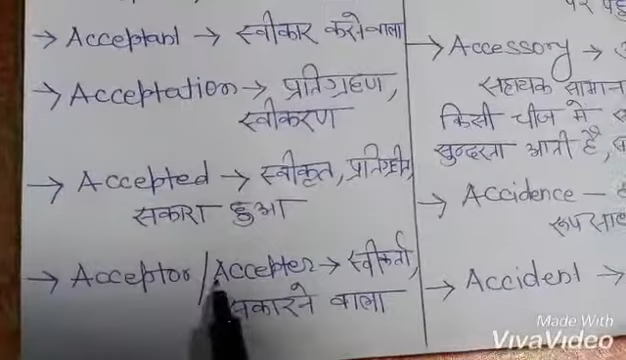 → Acceptant → स्वीकार करनेवाला
→ Acceptation → प्रतिग्रहण,
स्वीकरण
→ Accepted → स्वीकृत, प्रतिग्रहीत,
सकारा हुआ
→ Acceptor / Accepter → स्वीकर्ता,
सकारने वाला
पर
→ Accessory →
सहायक सामान
किसी चीज में
सुन्दरता आती है,
→ Accidence –
→ Accident →
Made With
VivaVideo